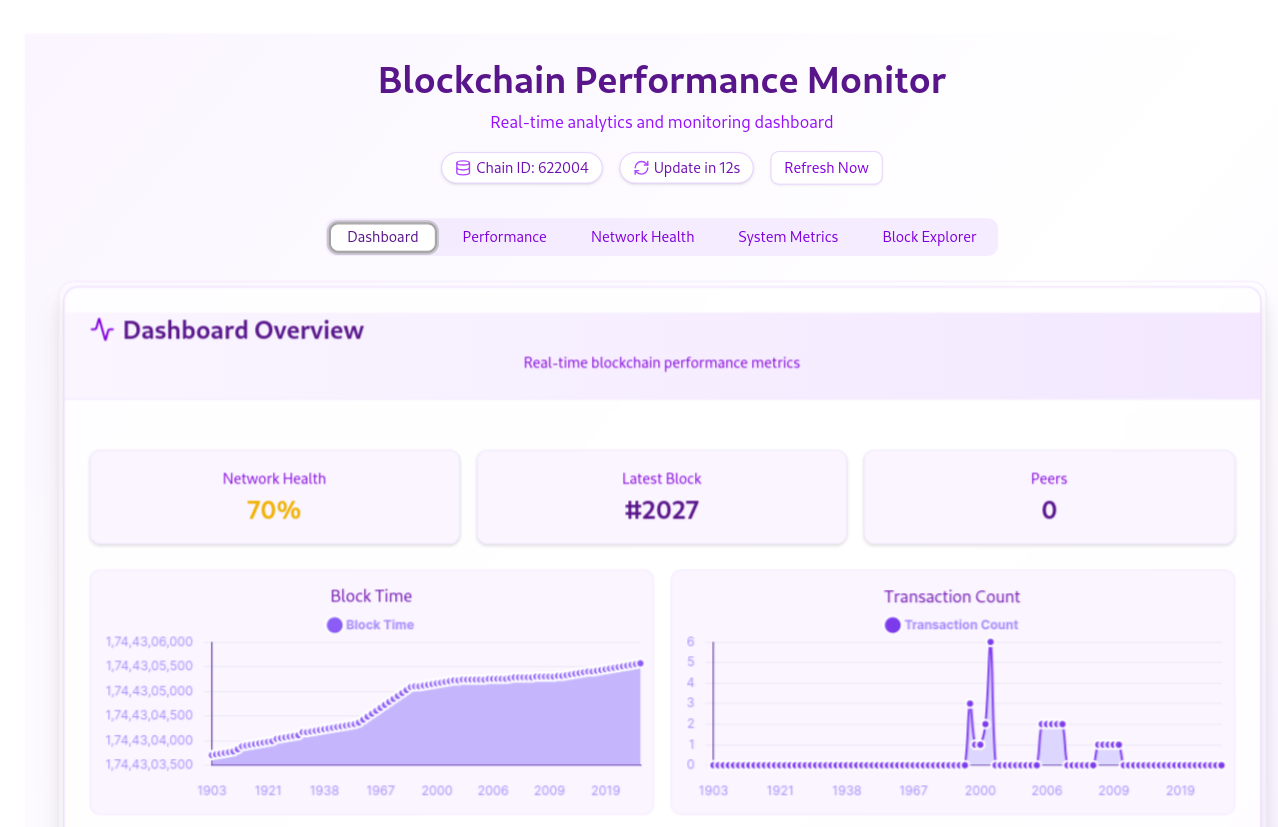 Blockchain Performance Monitor
Real-time analytics and monitoring dashboard
Chain ID: 622004 Update in 12s Refresh Now
Dashboard Performance Network Health System Metrics Block Explorer
Dashboard Overview
Real-time blockchain performance metrics
Network Health
70%
Latest Block
#2027
Peers
0
Block Time
Block Time
1,74,43,06,000
1,74,43,05,500
1,74,43,05,000
1,74,43,04,500
1,74,43,04,000
1,74,43,03,500
1903 1921 1938 1967 2000 2006 2009 2019
Transaction Count
Transaction Count
6
5
4
3
2
1
0
1903 1921 1938 1967 2000 2006 2009 2019